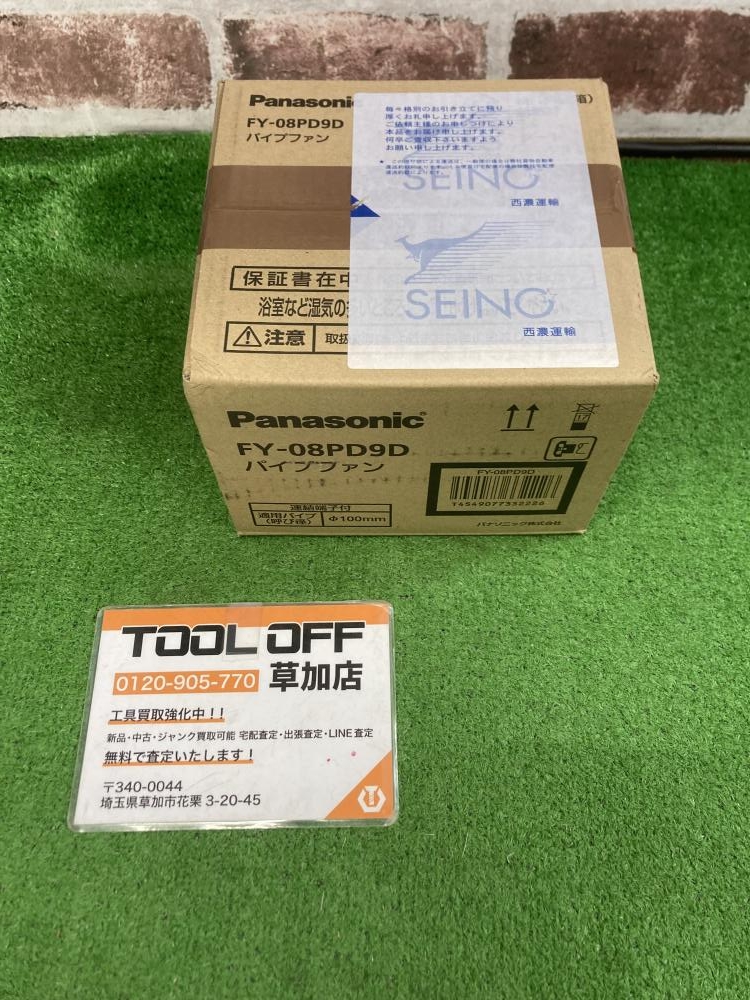 Panasonic
FY-08PD9D
パイプファン
箱)
毎々格別のお引き立てに預り
厚くお礼申し上げます。
ご依頼主様のお申しつけにより
本品をお届け申し上げます。
何卒ご査収下さいますよう
お願い申し上げます。
SEINO
西濃運輸
SEINO
西濃運輸
保証書在中
浴室など湿気の多い
注意
取扱
Panasonic
FY-08PD9D
パイプファン
連結端子付
適用パイプ
(呼び径)
Φ100mm
17
FY-08PD9D
T4549077332226
パナソニック株式会社
TOOL OFF
0120-905-770 草加店
工具買取強化中!!
新品・中古・ジャンク買取可能 宅配査定・出張査定・LINE査定
無料で査定いたします!
〒340-0044
埼玉県草加市花栗 3-20-45